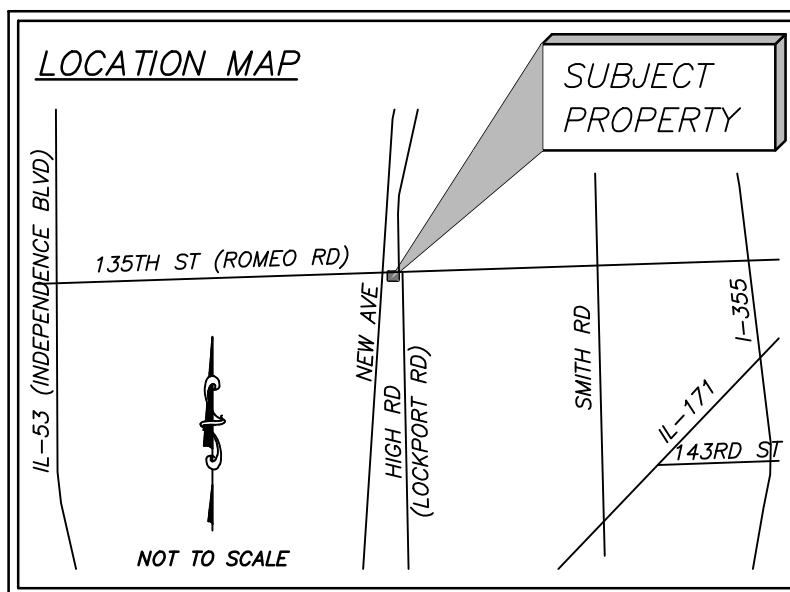 LOCATION MAP
SUBJECT
PROPERTY
IL-53 (INDEPENDENCE BLVD)
135TH ST (ROMEO RD)
NEW AVE
HIGH RD
(LOCKPORT RD)
SMITH RD
I-355
IL-171
143RD ST
NOT TO SCALE